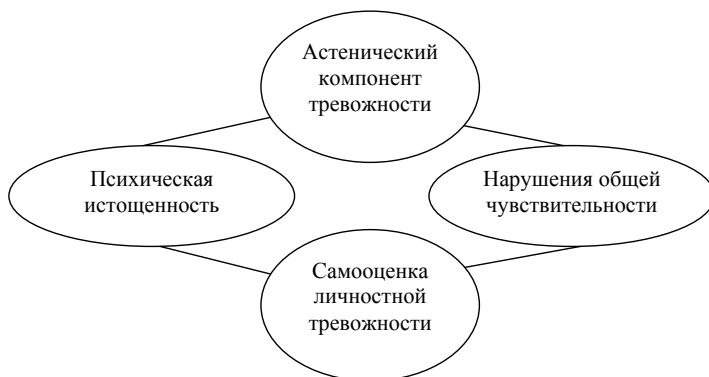 Астенический
компонент
тревожности
Психическая
истощенность
Нарушения общей
чувствительности
Самооценка
личностной
тревожности